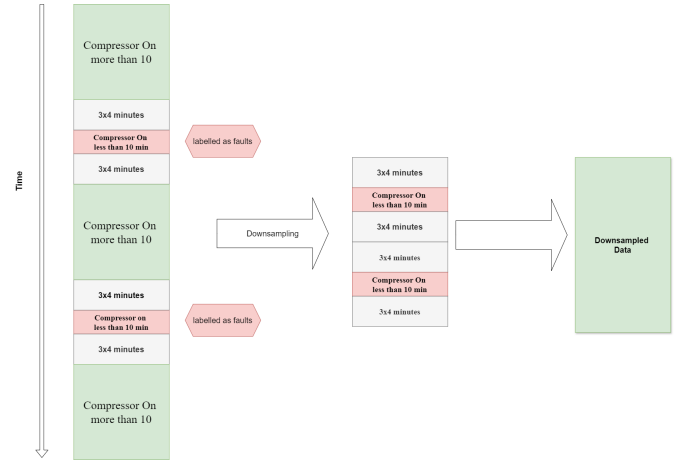 Time
Compressor On
more than 10
3x4 minutes
Compressor On
less than 10 min
3x4 minutes
Compressor On
more than 10
3x4 minutes
Compressor on
less than 10 min
3x4 minutes
Compressor On
more than 10
labelled as faults
labelled as faults
Downsampling
3x4 minutes
Compressor On
less than 10 min
3x4 minutes
3x4 minutes
Compressor On
less than 10 min
3x4 minutes
Downsampled
Data